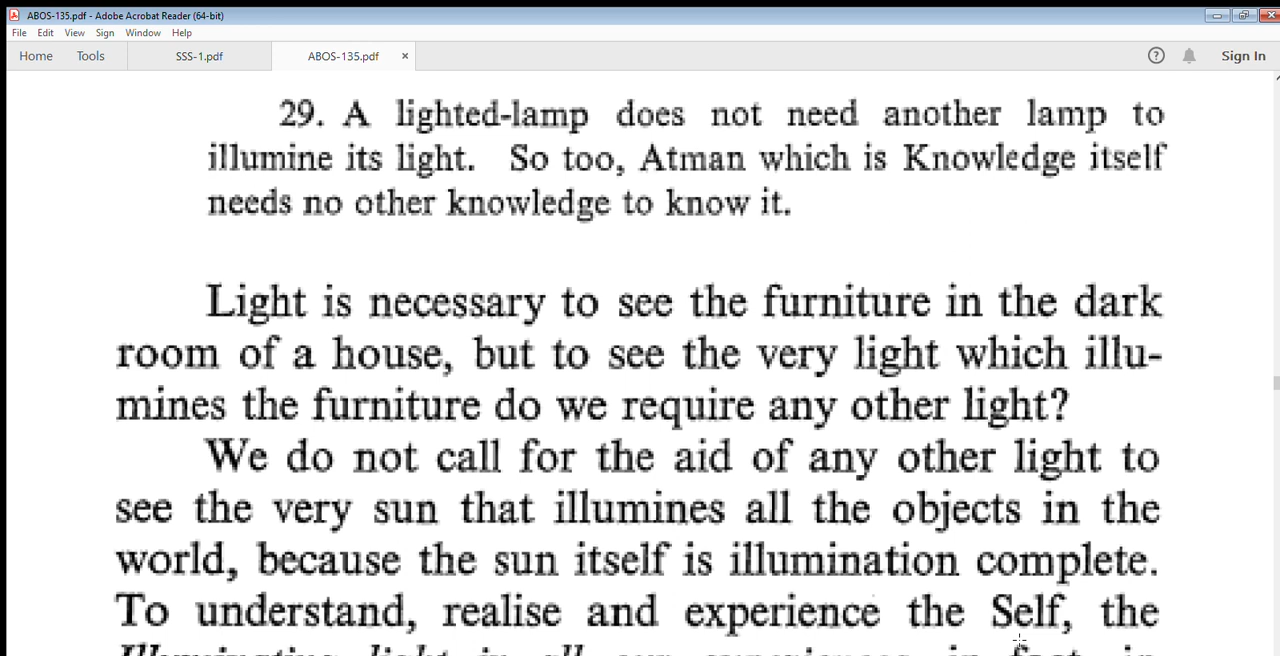 ABOS-135.pdf - Adobe Acrobat Reader (64-bit)
File Edit View Sign Window Help
Home Tools SSS-1.pdf ABOS-135.pdf × ? Sign In
29. A lighted-lamp does not need another lamp to
illumine its light. So too, Atman which is Knowledge itself
needs no other knowledge to know it.
Light is necessary to see the furniture in the dark
room of a house, but to see the very light which illu-
mines the furniture do we require any other light?
We do not call for the aid of any other light to
see the very sun that illumines all the objects in the
world, because the sun itself is illumination complete.
To understand, realise and experience the Self, the
Illuminating light in all our experiences in fact in